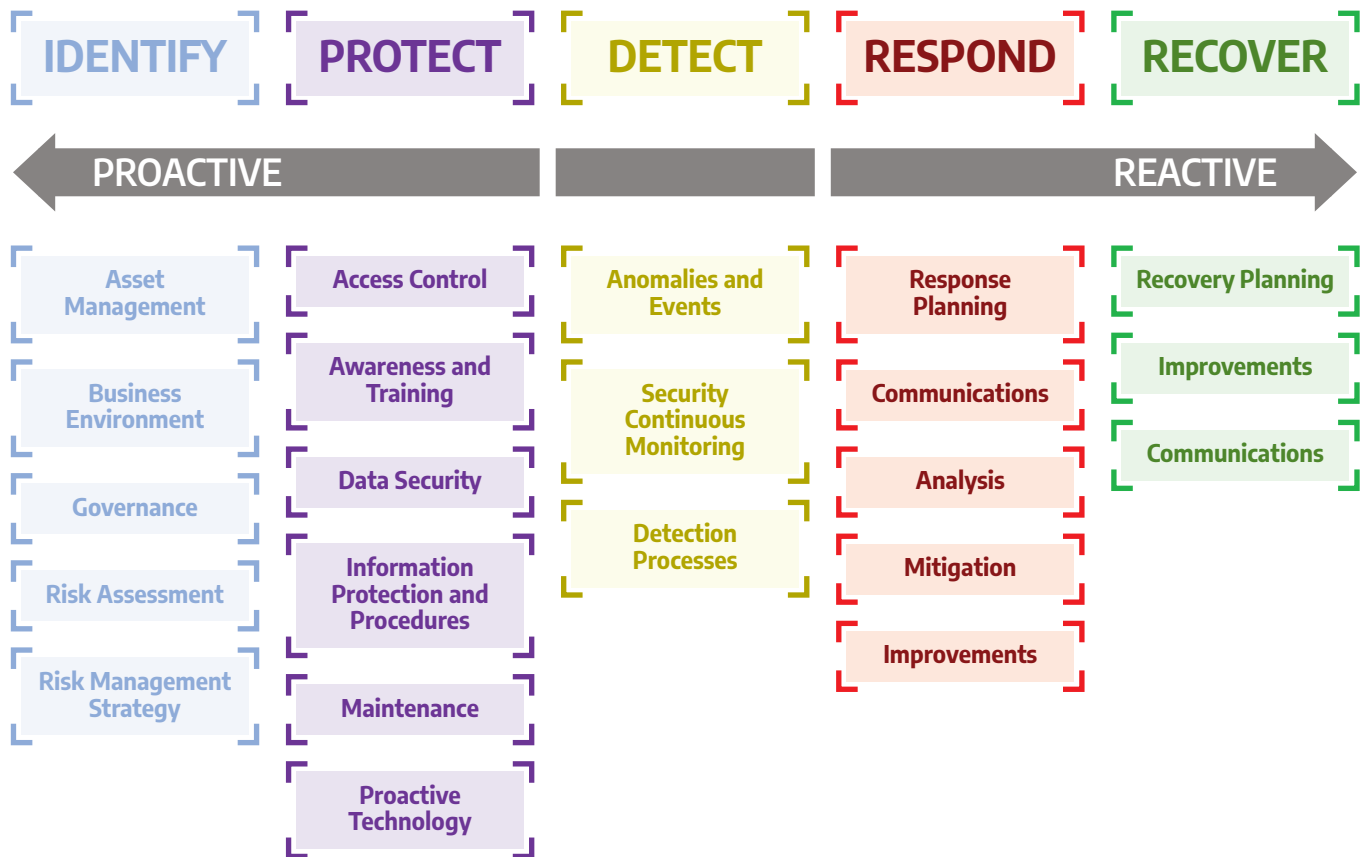 IDENTIFY
PROTECT
DETECT
RESPOND
RECOVER
PROACTIVE
REACTIVE
Asset
Management
Business
Environment
Governance
Risk Assessment
Risk Management
Strategy
Access Control
Awareness and
Training
Data Security
Information
Protection and
Procedures
Maintenance
Proactive
Technology
Anomalies and
Events
Security
Continuous
Monitoring
Detection
Processes
Response
Planning
Communications
Analysis
Mitigation
Improvements
Recovery Planning
Improvements
Communications